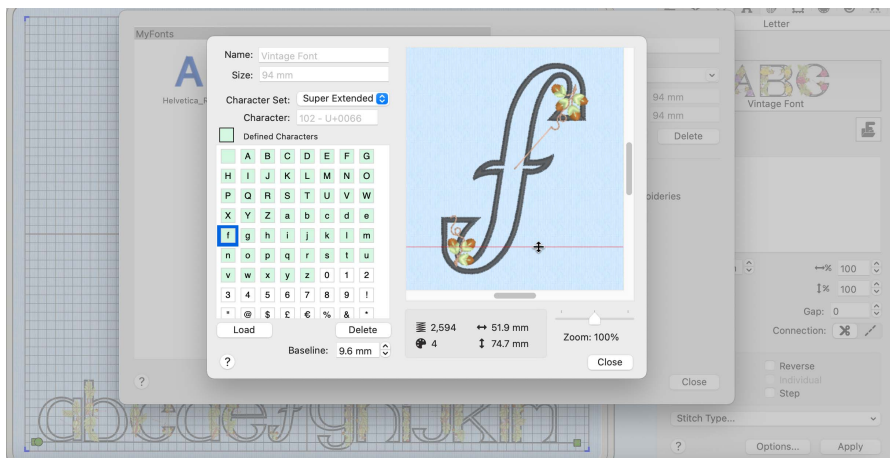 Letter
MyFonts
Helvetica_F
94 mm
94 mm
Delete
Vintage Font
Name: Vintage Font
Size: 94 mm
Character Set: Super Extended
Character: 102 - U+0066
Defined Characters
A B C D E F G
H I J K L M N O
P Q R S T U V W
X Y Z a b c d e
f g h i j k l m
n o p q r s t u
v w x y z 0 1 2
3 4 5 6 7 8 9 !
" @ $ £ € % & *
Load Delete
Baseline: 9.6 mm
?
f
2,594 51.9 mm
4 74.7 mm
Zoom: 100%
Close
? Close
ABC
% 100
% 100
Gap: 0
Connection:
Reverse
Individual
Step
Stitch Type...
? Options... Apply
abcdefghijklm